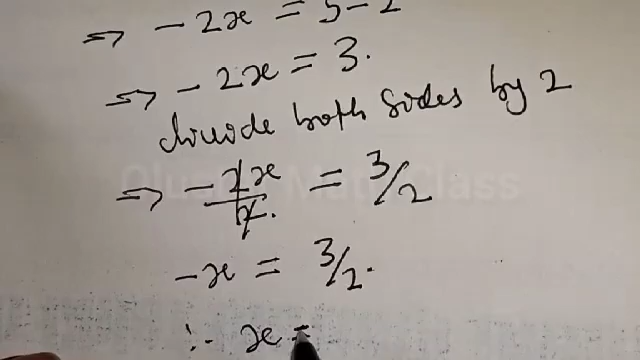 ⇒ - 2x = 5 - 2
⇒ - 2x = 3.
divide both sides by 2
⇒ - 2x/2. = 3/2
- x = 3/2.
∴ x =